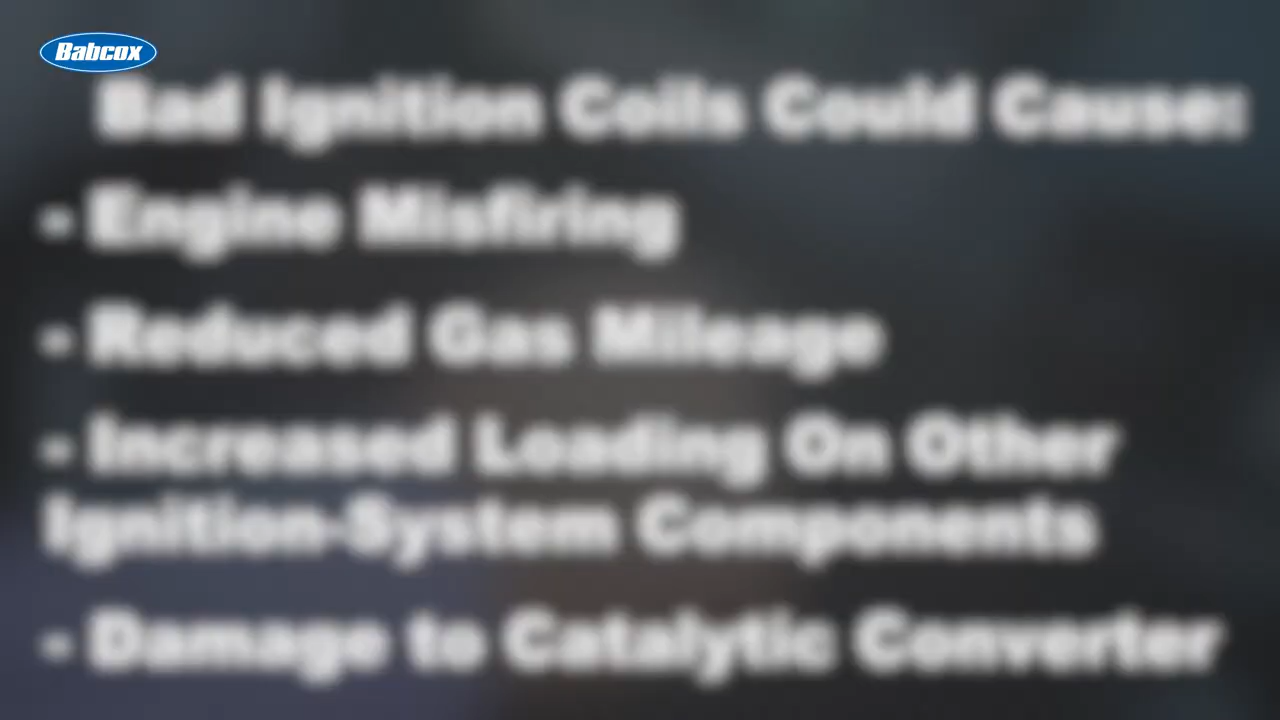 Babcox
Bad Ignition Coils Could Cause:
- Engine Misfiring
- Reduced Gas Mileage
- Increased Loading On Other
Ignition-System Components
- Damage to Catalytic Converter